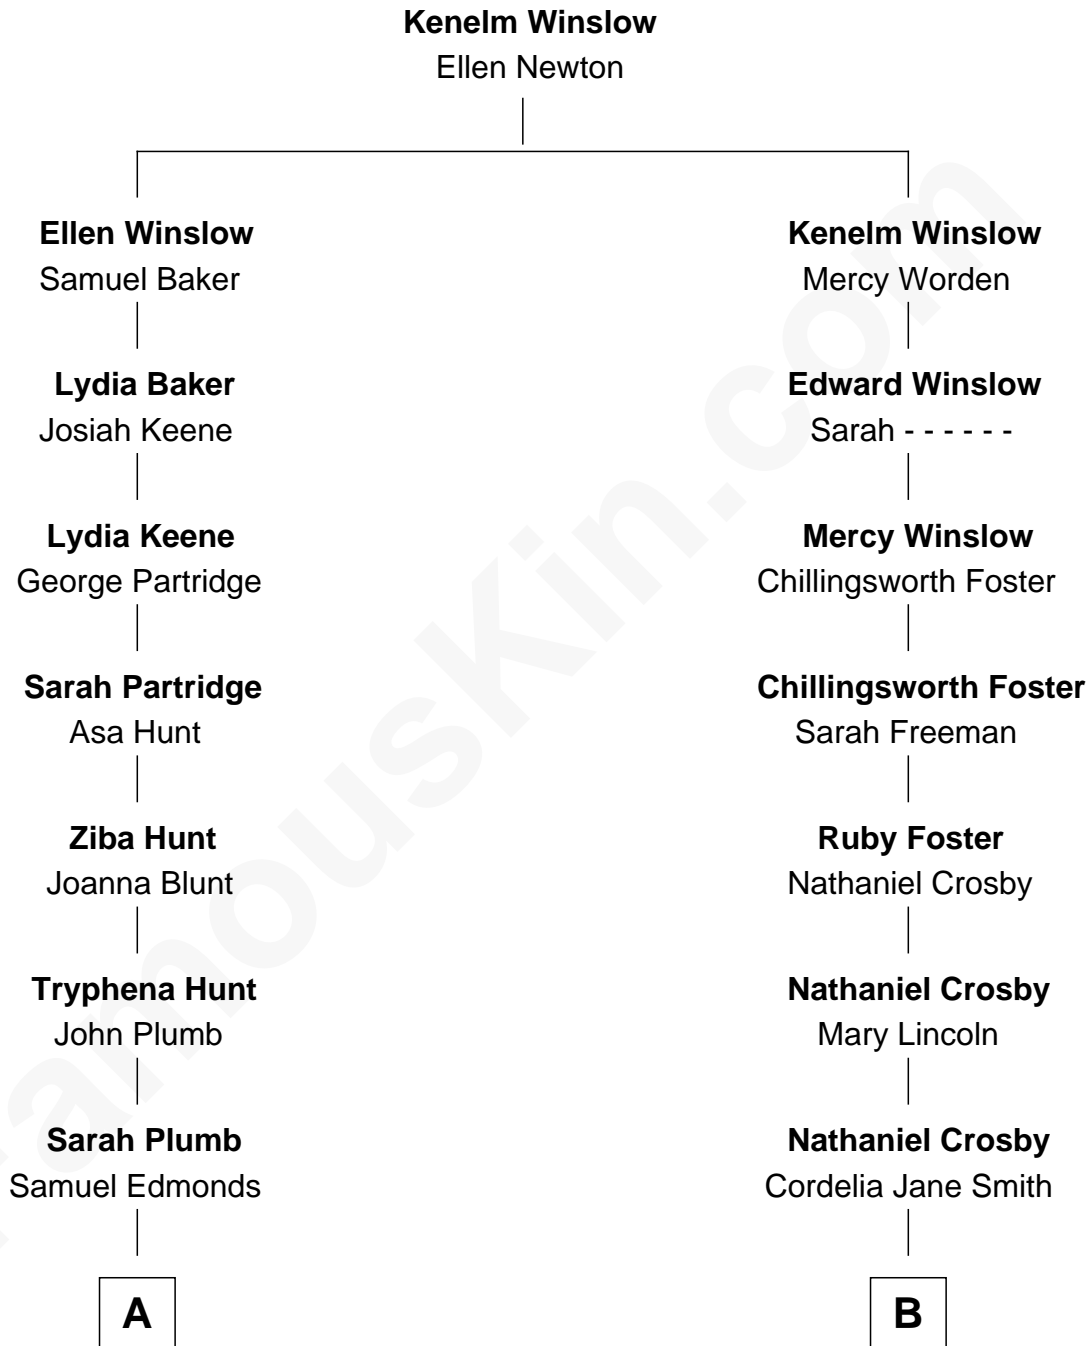 Kenelm Winslow
Ellen Newton
Ellen Winslow
Samuel Baker
Kenelm Winslow
Mercy Worden
Lydia Baker
Josiah Keene
Edward Winslow
Sarah - - - - - -
Lydia Keene
George Partridge
Mercy Winslow
Chillingsworth Foster
Sarah Partridge
Asa Hunt
Chillingsworth Foster
Sarah Freeman
Ziba Hunt
Joanna Blunt
Ruby Foster
Nathaniel Crosby
Tryphena Hunt
John Plumb
Nathaniel Crosby
Mary Lincoln
Sarah Plumb
Samuel Edmonds
Nathaniel Crosby
Cordelia Jane Smith
A
B
FamousKin.com